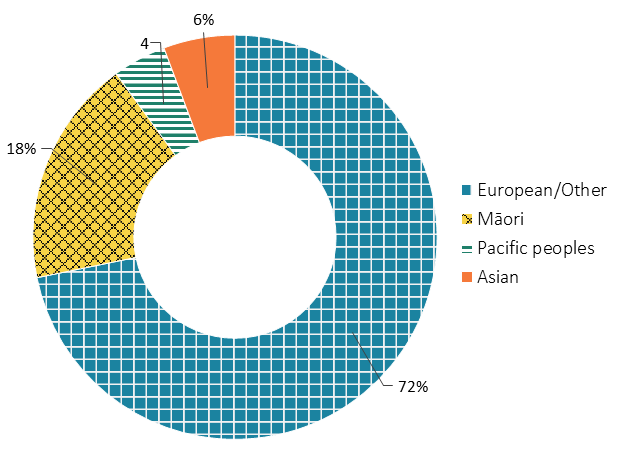 6%
4
18%
European/Other
Māori
Pacific peoples
Asian
72%